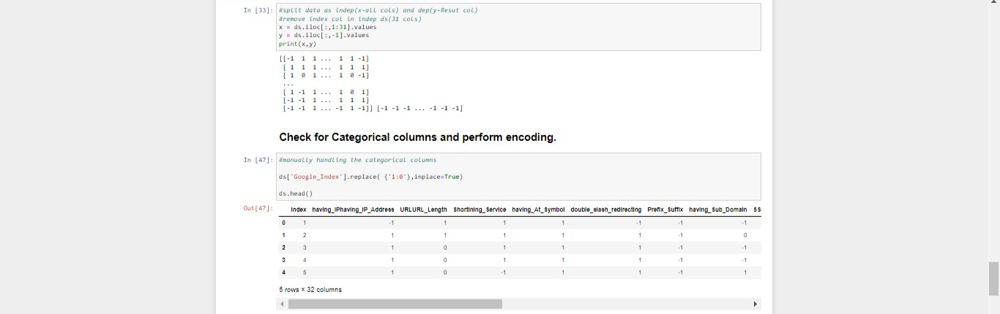 In [33]: #split data as indep(x-all cols) and dep(y-Resut col)
#remove index col in indep ds(31 cols)
x = ds.iloc[:,1:31].values
y = ds.iloc[:,-1].values
print(x,y)
[[-1 1 1 ... 1 1 -1]
[ 1 1 1 ... 1 1 1]
[ 1 0 1 ... 1 0 -1]
...
[ 1 -1 1 ... 1 0 1]
[-1 -1 1 ... 1 1 1]
[-1 -1 1 ... -1 1 -1]] [-1 -1 -1 ... -1 -1 -1]
Check for Categorical columns and perform encoding.
In [47]: #manually handling the categorical columns
ds['Google_Index'].replace( {'1:0'},inplace=True)
ds.head()
Out[47]:
index having_IPhaving_IP_Address URLURL_Length Shortining_Service having_At_Symbol double_slash_redirecting Prefix_Suffix having_Sub_Domain SS
0 1 -1 1 1 1 -1 -1 -1
1 2 1 1 1 1 1 -1 0
2 3 1 0 1 1 1 -1 -1
3 4 1 0 1 1 1 -1 -1
4 5 1 0 -1 1 1 -1 1
5 rows × 32 columns